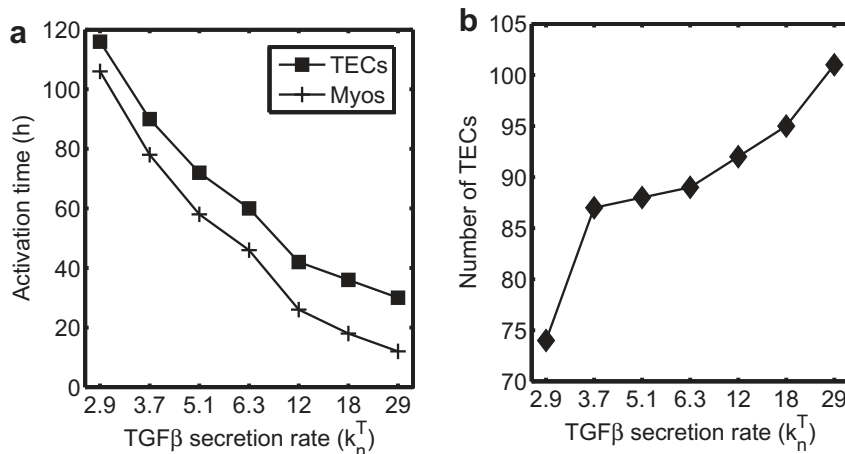 a
120
100
80
60
40
20
0
Activation time (h)
TECs
Myos
2.9 3.7 5.1 6.3 12 18 29
TGFβ secretion rate (kₙᵀ)
b
105
100
95
90
85
80
75
70
Number of TECs
2.9 3.7 5.1 6.3 12 18 29
TGFβ secretion rate (kₙᵀ)